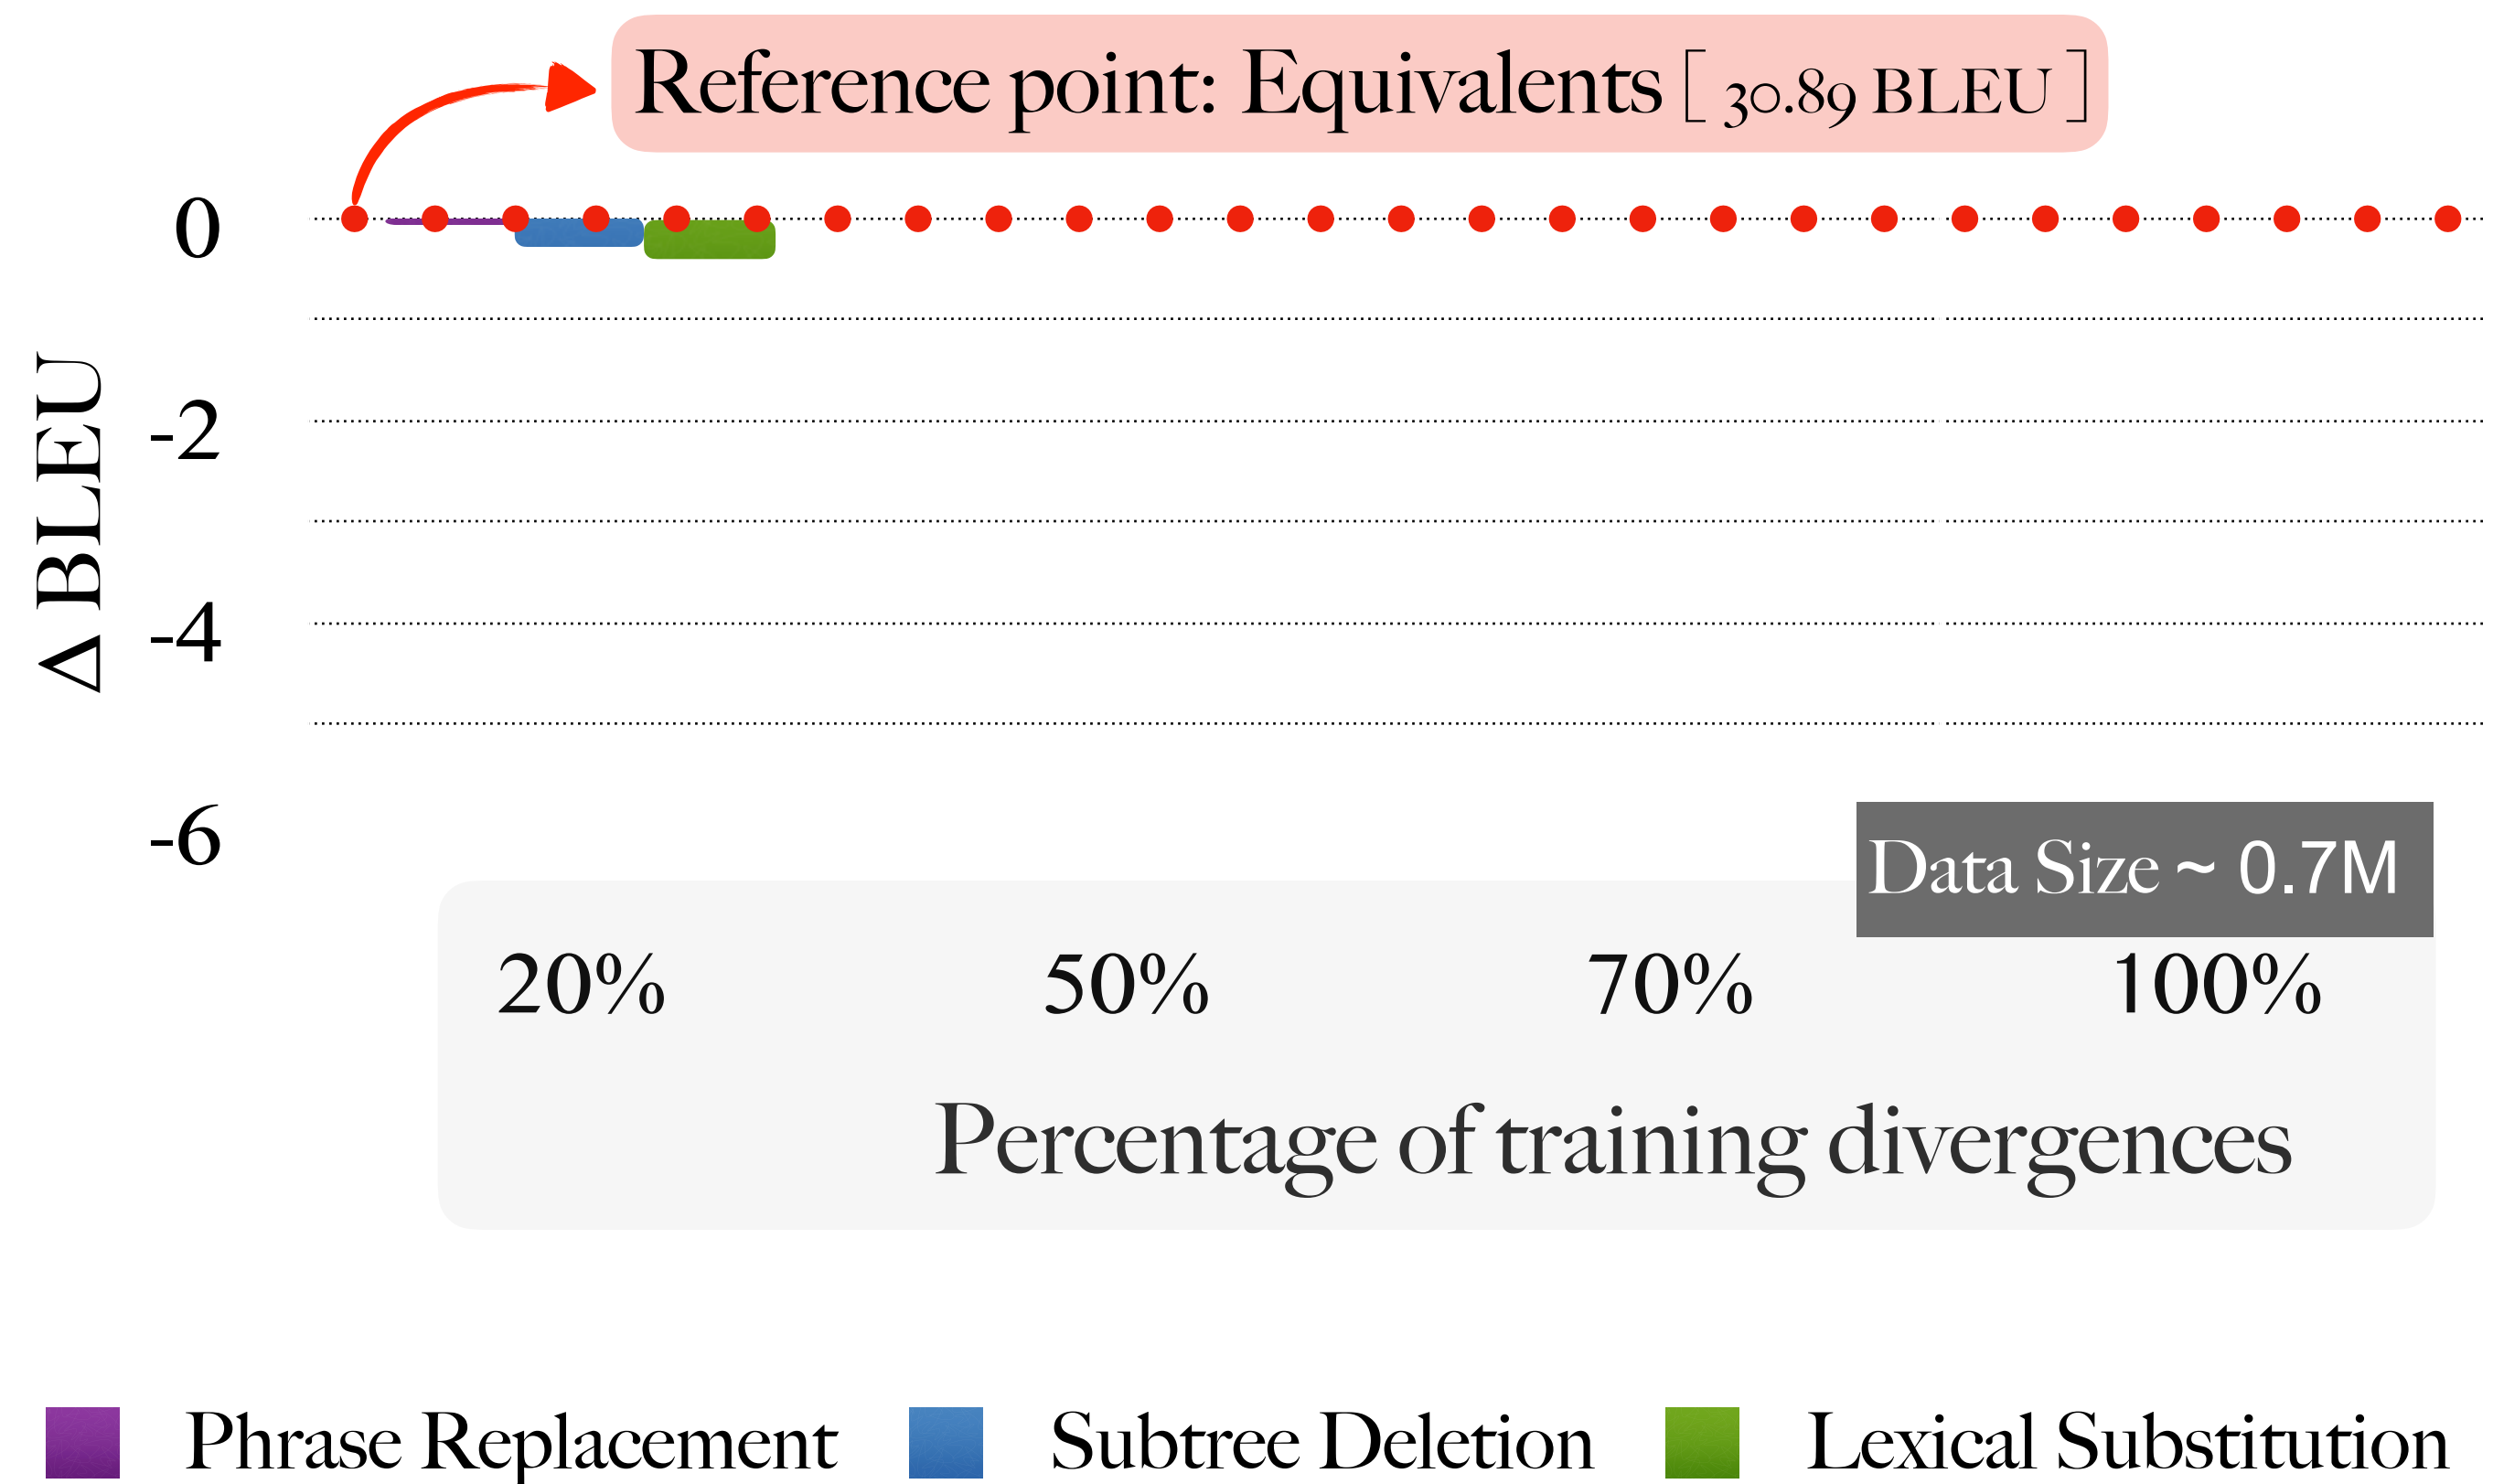 Reference point: Equivalents [ 30.89 BLEU ]
0
-2
-4
-6
Δ BLEU
Data Size ~ 0.7M
20% 50% 70% 100%
Percentage of training divergences
Phrase Replacement Subtree Deletion Lexical Substitution